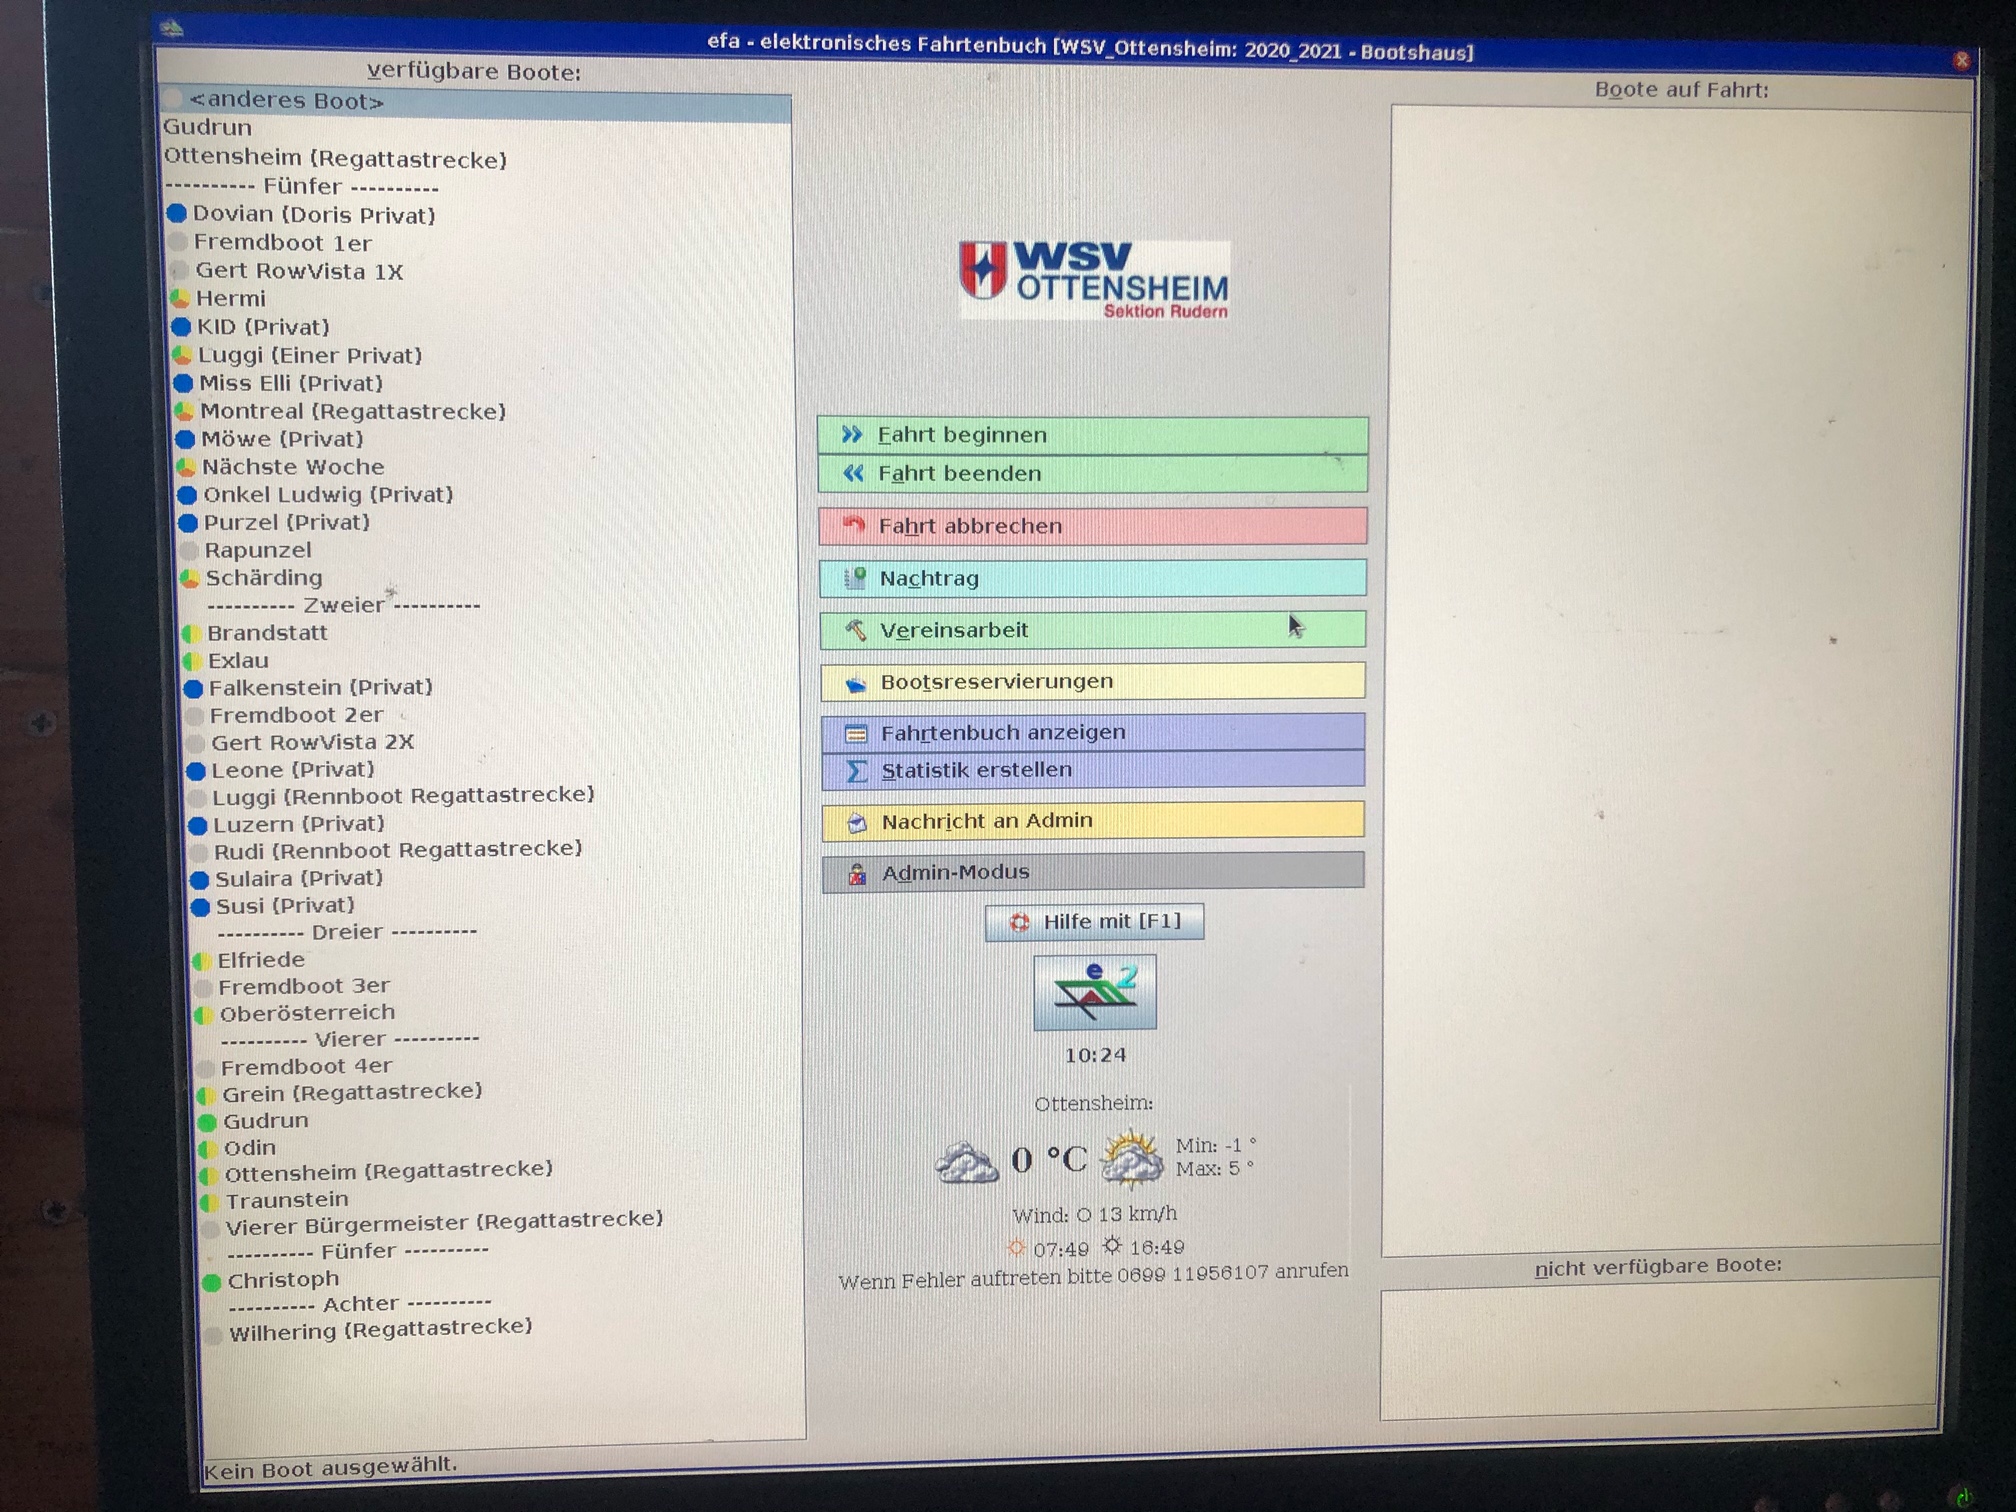 efa - elektronisches Fahrtenbuch [WSV_Ottensheim: 2020_2021 - Bootshaus]
verfügbare Boote:
<anderes Boot>
Gudrun
Ottensheim {Regattastrecke}
---------- Fünfer ----------
Dovian {Doris Privat}
Fremdboot 1er
Gert RowVista 1X
Hermi
KID {Privat}
Luggi {Einer Privat}
Miss Elli {Privat}
Montreal {Regattastrecke}
Möwe {Privat}
Nächste Woche
Onkel Ludwig {Privat}
Purzel {Privat}
Rapunzel
Schärding
---------- Zweier ----------
Brandstatt
Exlau
Falkenstein {Privat}
Fremdboot 2er
Gert RowVista 2X
Leone {Privat}
Luggi {Rennboot Regattastrecke}
Luzern {Privat}
Rudi {Rennboot Regattastrecke}
Sulaira {Privat}
Susi {Privat}
---------- Dreier ----------
Elfriede
Fremdboot 3er
Oberösterreich
---------- Vierer ----------
Fremdboot 4er
Grein {Regattastrecke}
Gudrun
Odin
Ottensheim {Regattastrecke}
Traunstein
Vierer Bürgermeister {Regattastrecke}
---------- Fünfer ----------
Christoph
---------- Achter ----------
Wilhering {Regattastrecke}
Kein Boot ausgewählt.
WSV
OTTENSHEIM
Sektion Rudern
Fahrt beginnen
Fahrt beenden
Fahrt abbrechen
Nachtrag
Vereinsarbeit
Bootsreservierungen
Fahrtenbuch anzeigen
Statistik erstellen
Nachricht an Admin
Admin-Modus
Hilfe mit [F1]
e 2
10:24
Ottensheim:
0 °C
Min: -1 °
Max: 5 °
Wind: O 13 km/h
07:49 16:49
Wenn Fehler auftreten bitte 0699 11956107 anrufen
Boote auf Fahrt:
nicht verfügbare Boote: